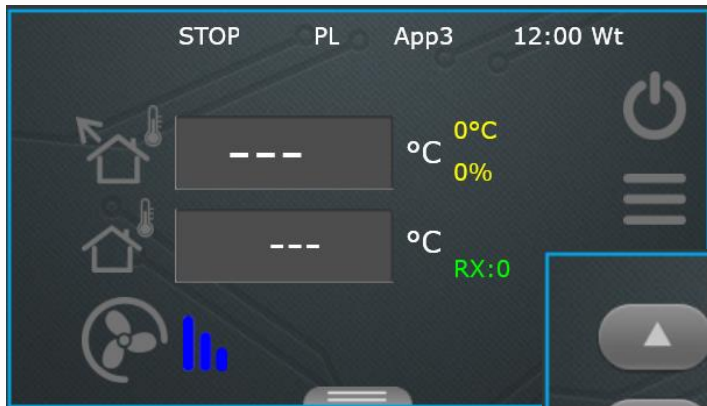 STOP PL App3 12:00 Wt
--- °C 0°C
0%
--- °C
RX:0